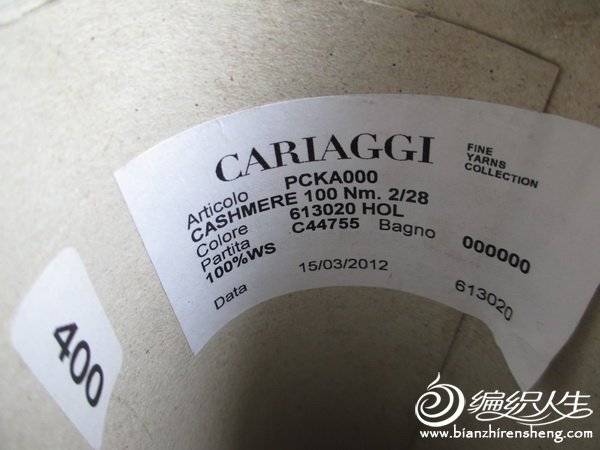 CARIAGGI
FINE
YARNS
COLLECTION
Articolo PCKA000
CASHMERE 100 Nm. 2/28
Colore 613020 HOL
Partita C44755 Bagno 000000
100%WS
Data 15/03/2012 613020
400
编织人生
www.bianzhirensheng.com